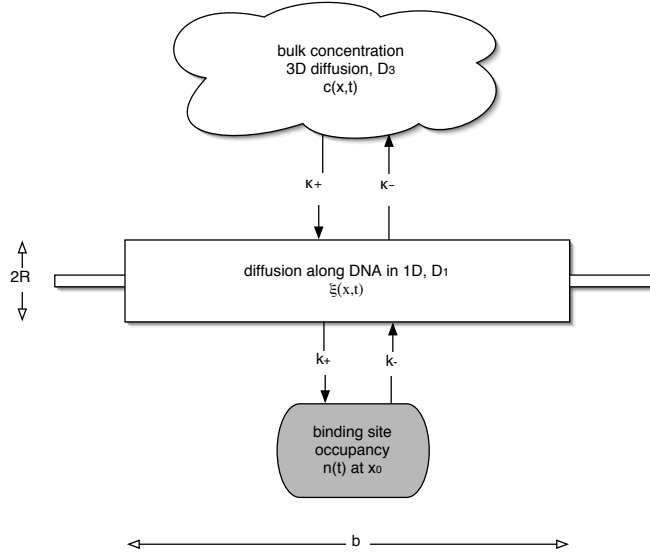 bulk concentration
3D diffusion, D₃
c(x,t)
κ+
κ-
2R
diffusion along DNA in 1D, D₁
ξ(x,t)
k+
k-
binding site
occupancy
n(t) at x₀
b